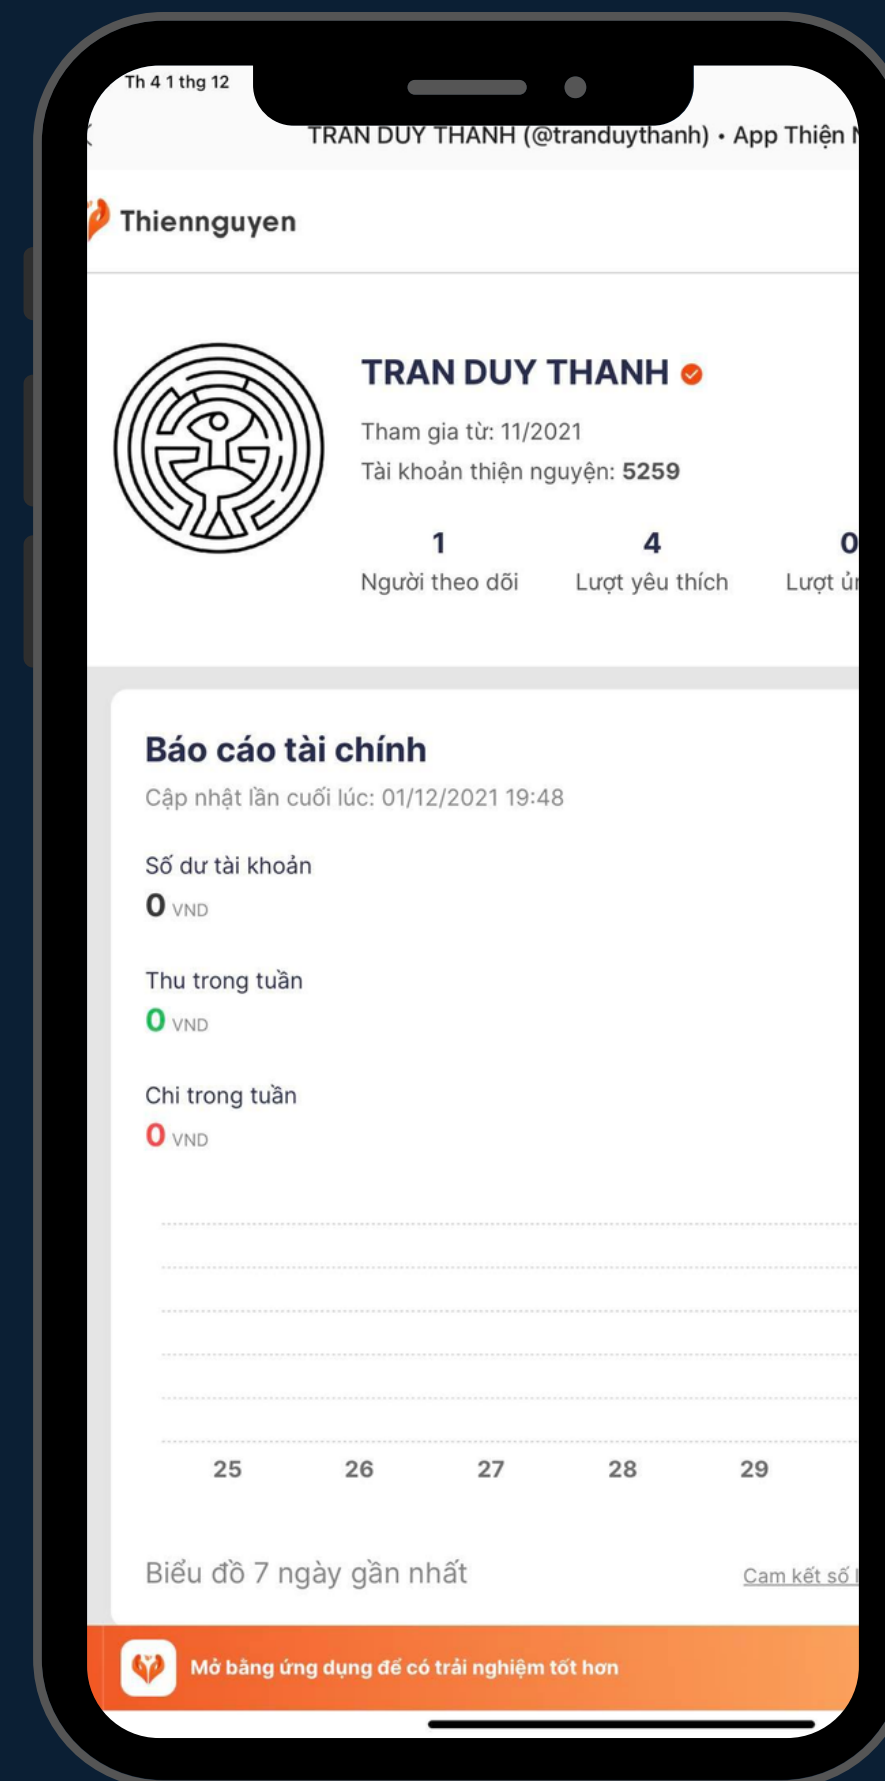 Th 4 1 thg 12
TRAN DUY THANH (@tranduythanh) • App Thiện
Thiennguyen
TRAN DUY THANH
Tham gia từ: 11/2021
Tài khoản thiện nguyện: 5259
1 4 0
Người theo dõi Lượt yêu thích Lượt
Báo cáo tài chính
Cập nhật lần cuối lúc: 01/12/2021 19:48
Số dư tài khoản
0 VND
Thu trong tuần
0 VND
Chi trong tuần
0 VND
25 26 27 28 29
Biểu đồ 7 ngày gần nhất
Cam kết số
Mở bằng ứng dụng để có trải nghiệm tốt hơn